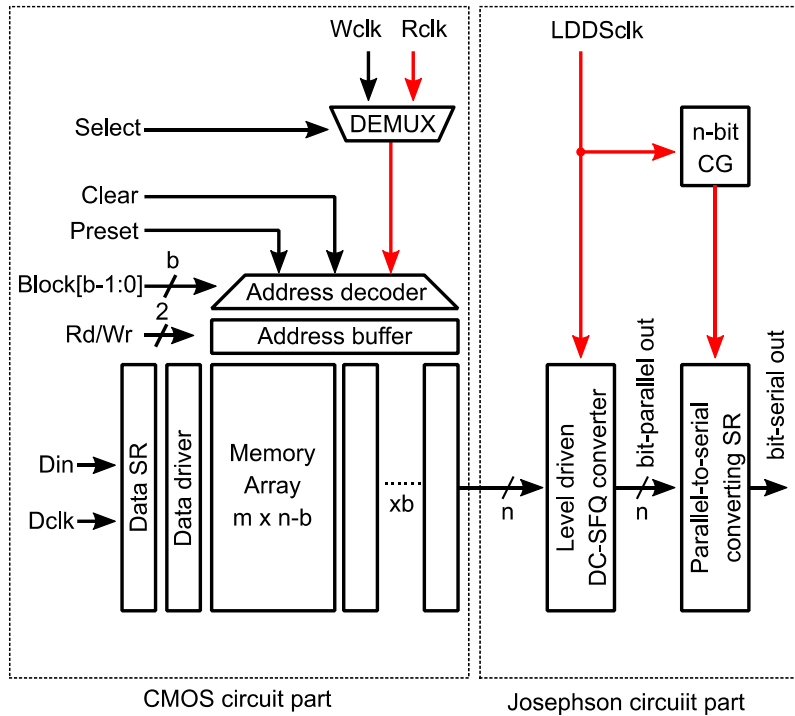 Wclk Rclk
LDDSclk
Select
DEMUX
n-bit
CG
Clear
Preset
Block[b-1:0]
b
Address decoder
Rd/Wr
2
Address buffer
Din
Dclk
Data SR
Data driver
Memory
Array
m x n-b
......
xb
n
Level driven
DC-SFQ converter
bit-parallel out
n
Parallel-to-serial
converting SR
bit-serial out
CMOS circuit part
Josephson circuiit part